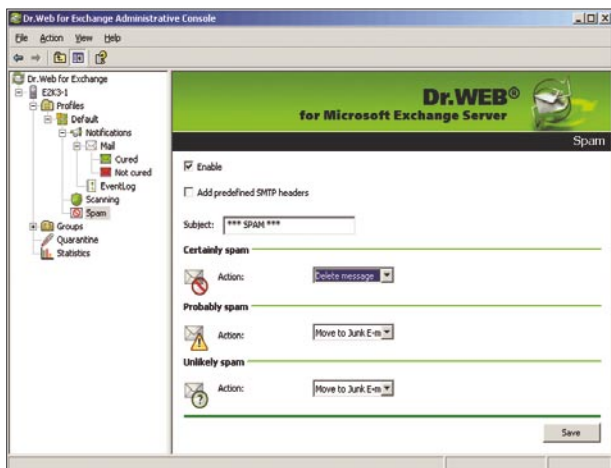 Dr.Web for Exchange Administrative Console
File Action View Help
Dr.Web for Exchange
E2K3-1
Profiles
Default
Notifications
Mail
Cured
Not cured
EventLog
Scanning
Spam
Groups
Quarantine
Statistics
Dr.WEB®
for Microsoft Exchange Server
Spam
Enable
Add predefined SMTP headers
Subject: *** SPAM ***
Certainly spam
Action: Delete message
Probably spam
Action: Move to Junk E-m
Unlikely spam
Action: Move to Junk E-m
Save